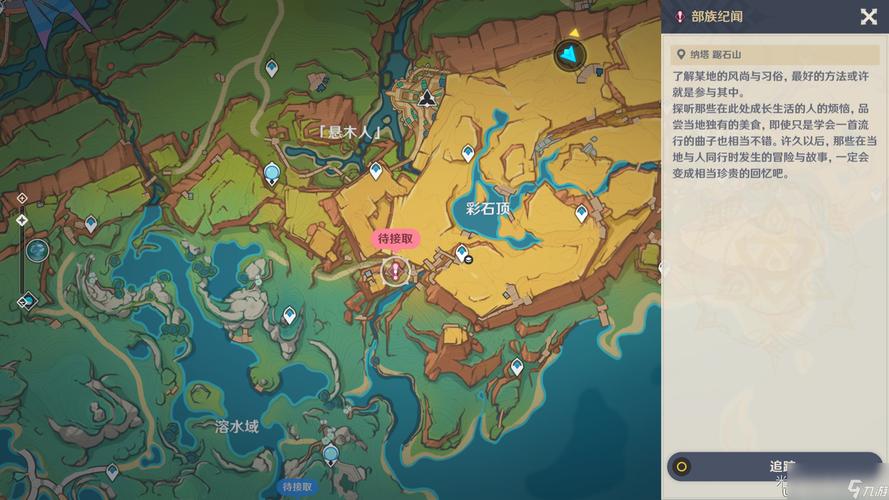 部族纪闻
纳塔 踞石山
了解某地的风尚与习俗，最好的方法或许
就是参与其中。
探听那些在此处成长生活的人的烦恼，品
尝当地独有的美食，即使只是学会一首流
行的曲子也相当不错。许久以后，那些在当
地与人同行时发生的冒险与故事，一定会
变成相当珍贵的回忆吧。
「悬木人」
彩石顶
待接取
溶水域
待接取
追踪
九游